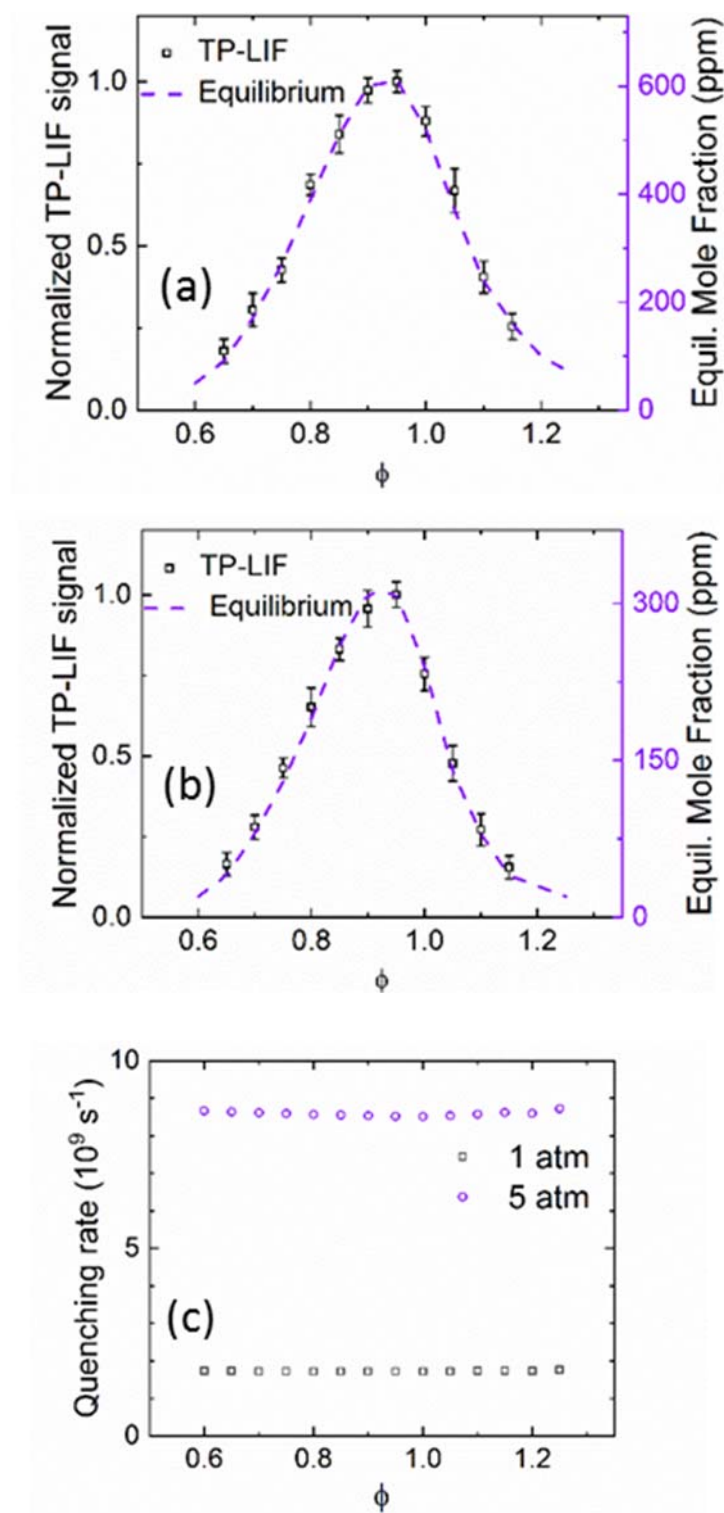 TP-LIF
Equilibrium
Normalized TP-LIF signal
1.0
0.5
0.0
(a)
600
400
200
0
Equil. Mole Fraction (ppm)
0.6 0.8 1.0 1.2
ϕ
TP-LIF
Equilibrium
Normalized TP-LIF signal
1.0
0.5
0.0
(b)
300
150
0
Equil. Mole Fraction (ppm)
0.6 0.8 1.0 1.2
ϕ
Quenching rate (10⁹ s⁻¹)
10
5
0
1 atm
5 atm
(c)
0.6 0.8 1.0 1.2
ϕ